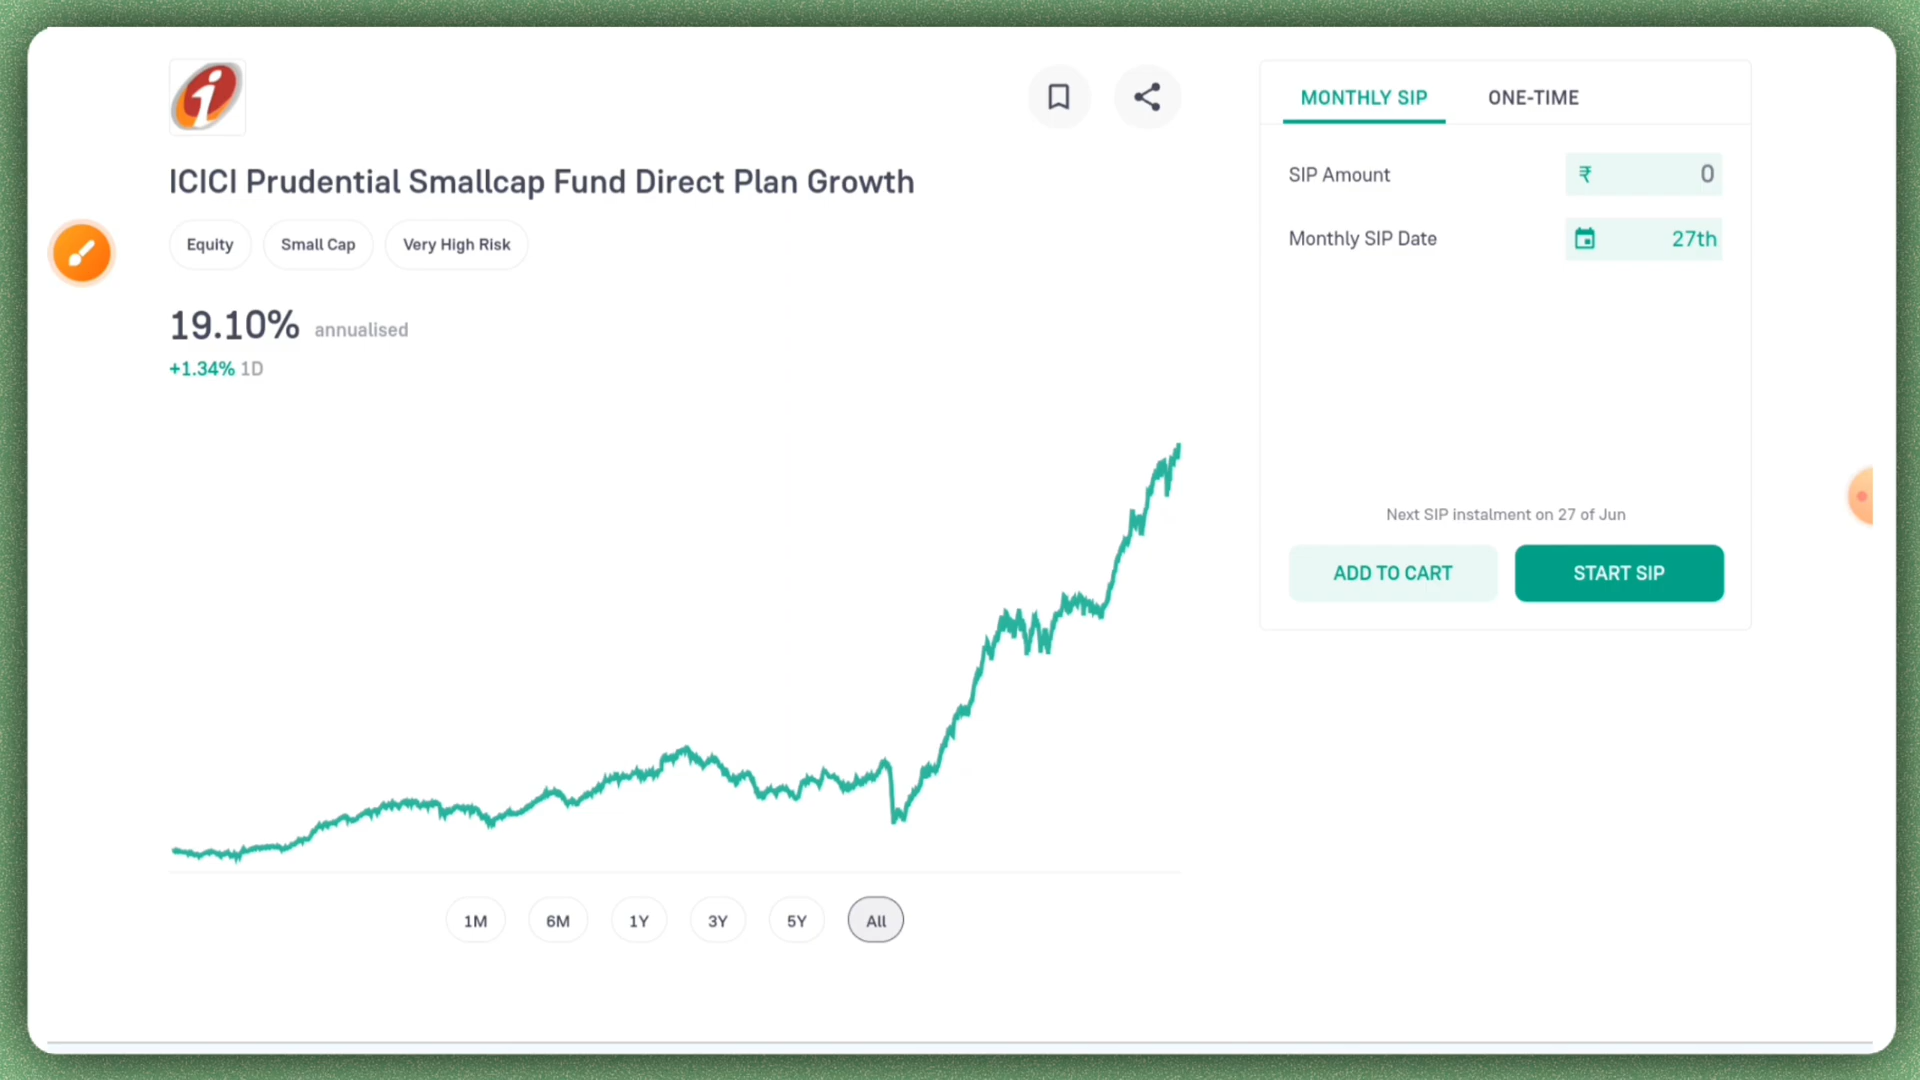 i
ICICI Prudential Smallcap Fund Direct Plan Growth
Equity
Small Cap
Very High Risk
19.10% annualised
+1.34% 1D
1M
6M
1Y
3Y
5Y
All
MONTHLY SIP
ONE-TIME
SIP Amount
₹ 0
Monthly SIP Date
27th
Next SIP instalment on 27 of Jun
ADD TO CART
START SIP